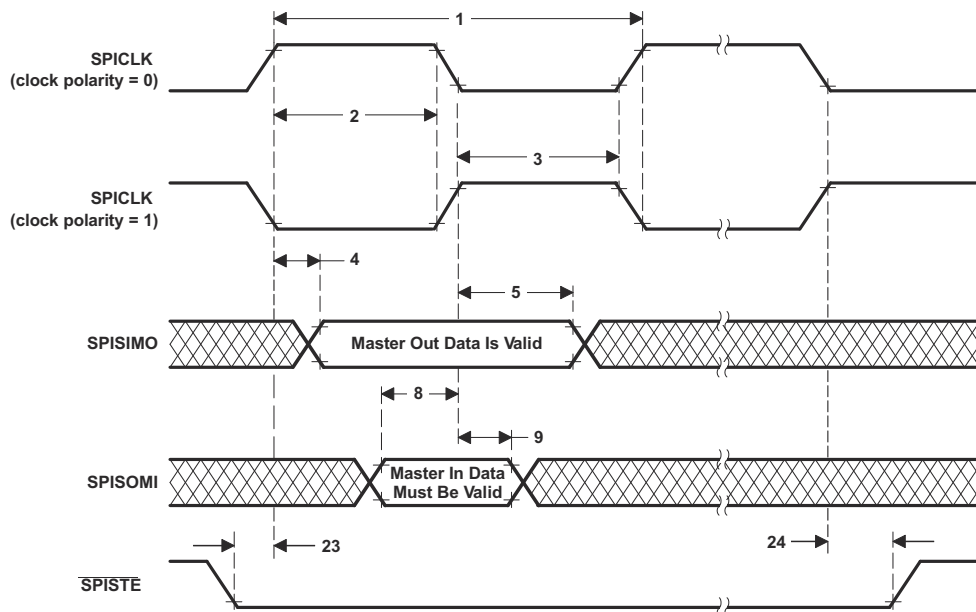 1
SPICLK
(clock polarity = 0)
2
3
SPICLK
(clock polarity = 1)
4
5
SPISIMO
Master Out Data Is Valid
8
9
SPISOMI
Master In Data
Must Be Valid
23
24
SPISTE